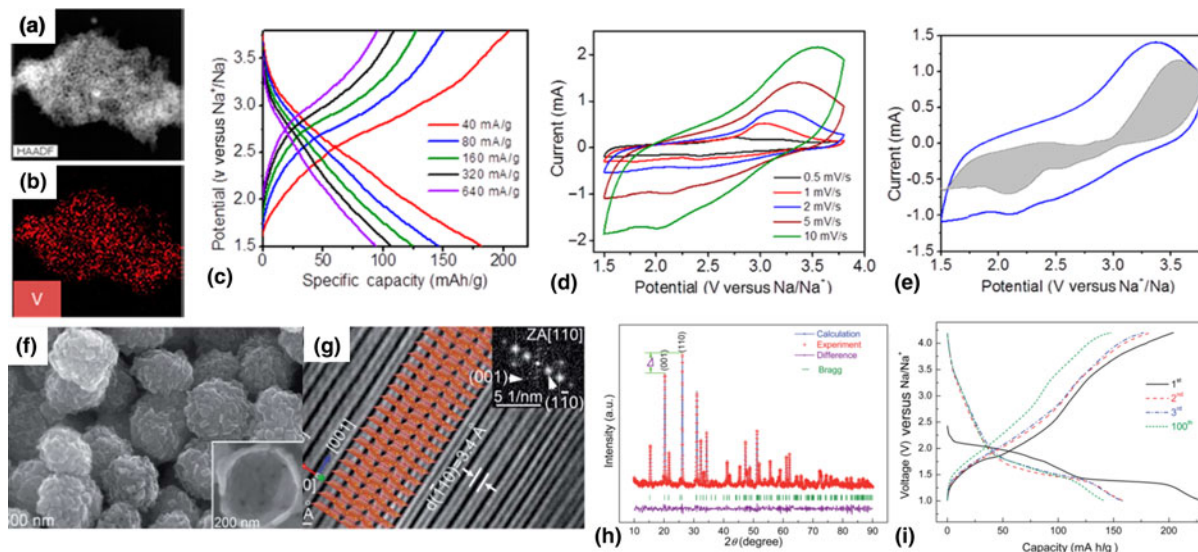 (a)
HAADF
(b)
V
(c)
Potential (v versus Na⁺/Na)
3.5
3.0
2.5
2.0
1.5
0
50
100
150
200
Specific capacity (mAh/g)
40 mA/g
80 mA/g
160 mA/g
320 mA/g
640 mA/g
(d)
Current (mA)
2
1
0
−1
−2
1.5
2.0
2.5
3.0
3.5
4.0
Potential (V versus Na/Na⁺)
0.5 mV/s
1 mV/s
2 mV/s
5 mV/s
10 mV/s
(e)
Current (mA)
1.5
1.0
0.5
0.0
-0.5
-1.0
1.5
2.0
2.5
3.0
3.5
Potential (V versus Na⁺/Na)
(f)
200 nm
(g)
ZA[110]
(001)
5 1/nm
(1̄10)
[001]
3.4 Å
(h)
Intensity (a.u.)
(001)
(110)
Calculation
Experiment
Difference
Bragg
10
20
30
40
50
60
70
80
90
2θ (degree)
(i)
Voltage (V) versus Na/Na⁺
4.0
3.5
3.0
2.5
2.0
1.5
1.0
0
50
100
150
200
Capacity (mA h/g)
1ˢᵗ
2ⁿᵈ
3ʳᵈ
100ᵗʰ